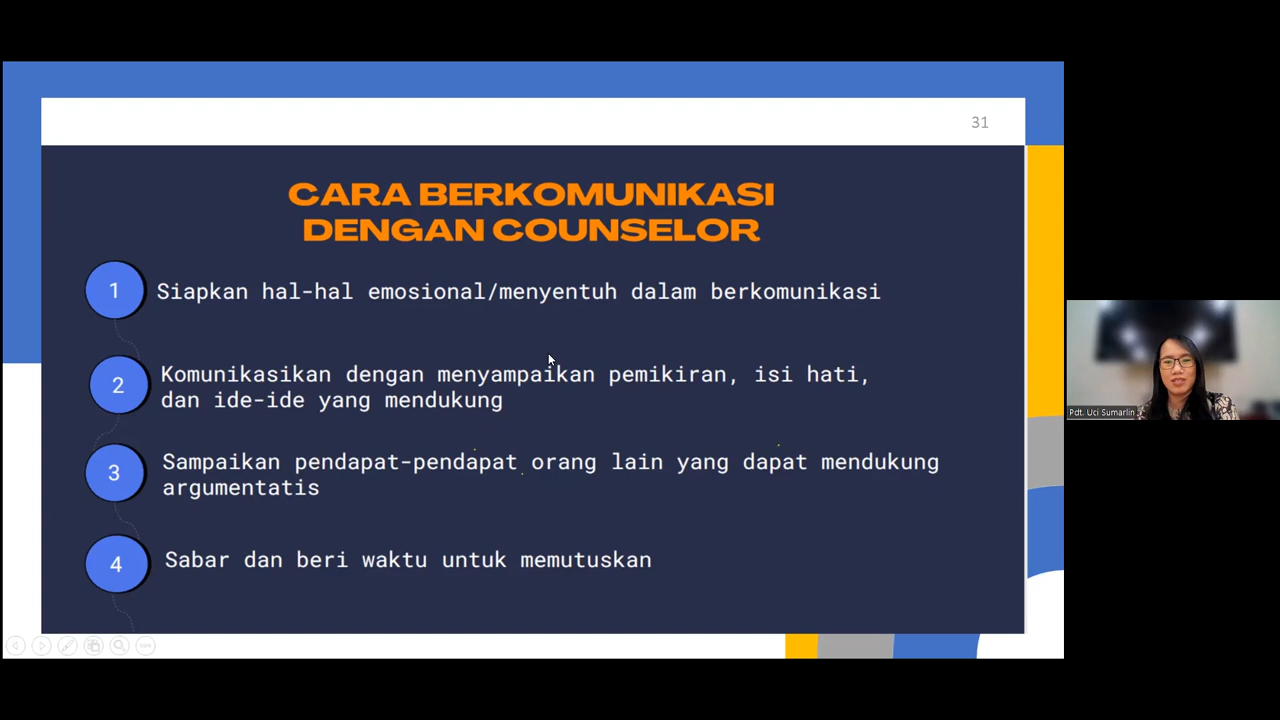 31
CARA BERKOMUNIKASI
DENGAN COUNSELOR
1
Siapkan hal-hal emosional/menyentuh dalam berkomunikasi
2
Komunikasikan dengan menyampaikan pemikiran, isi hati,
dan ide-ide yang mendukung
3
Sampaikan pendapat-pendapat orang lain yang dapat mendukung
argumentatis
4
Sabar dan beri waktu untuk memutuskan
Pdt. Uci Sumarlin